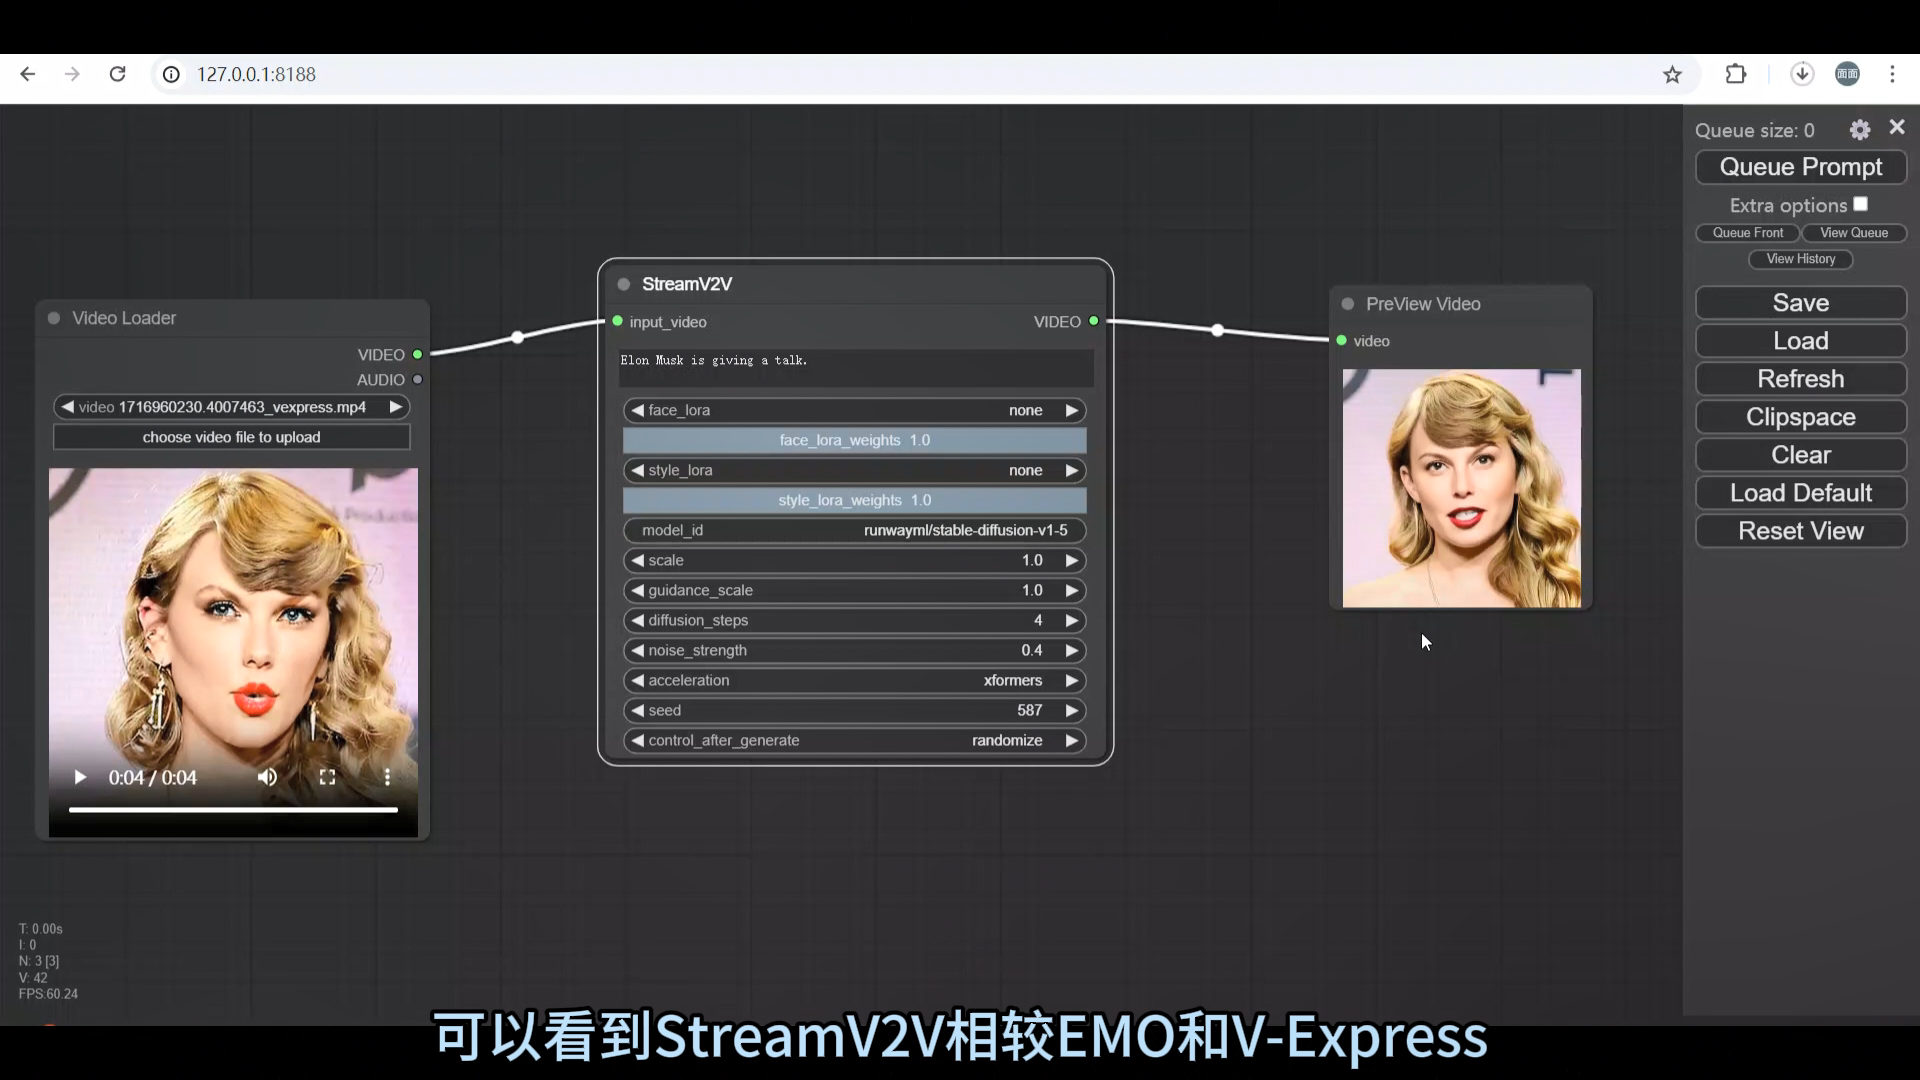 127.0.0.1:8188
Queue size: 0
Queue Prompt
Extra options
Queue Front
View Queue
View History
Save
Load
Refresh
Clipspace
Clear
Load Default
Reset View
Video Loader
VIDEO
AUDIO
video 1716960230.4007463_vexpress.mp4
choose video file to upload
0:04 / 0:04
StreamV2V
input_video VIDEO
Elon Musk is giving a talk.
face_lora none
face_lora_weights 1.0
style_lora none
style_lora_weights 1.0
model_id runwayml/stable-diffusion-v1-5
scale 1.0
guidance_scale 1.0
diffusion_steps 4
noise_strength 0.4
acceleration xformers
seed 587
control_after_generate randomize
PreView Video
video
T: 0.00s
I: 0
N: 3 [3]
V: 42
FPS:60.24
可以看到StreamV2V相较EMO和V-Express